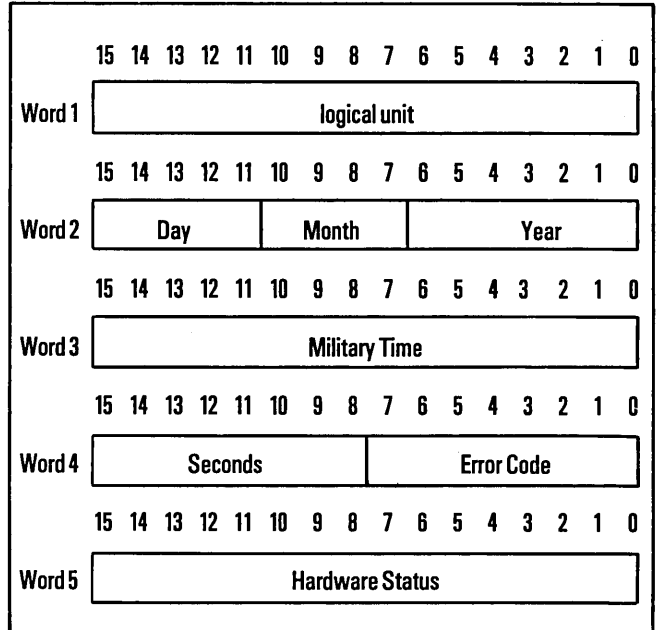 15 14 13 12 11 10 9 8 7 6 5 4 3 2 1 0
Word 1 logical unit
15 14 13 12 11 10 9 8 7 6 5 4 3 2 1 0
Word 2 Day Month Year
15 14 13 12 11 10 9 8 7 6 5 4 3 2 1 0
Word 3 Military Time
15 14 13 12 11 10 9 8 7 6 5 4 3 2 1 0
Word 4 Seconds Error Code
15 14 13 12 11 10 9 8 7 6 5 4 3 2 1 0
Word 5 Hardware Status